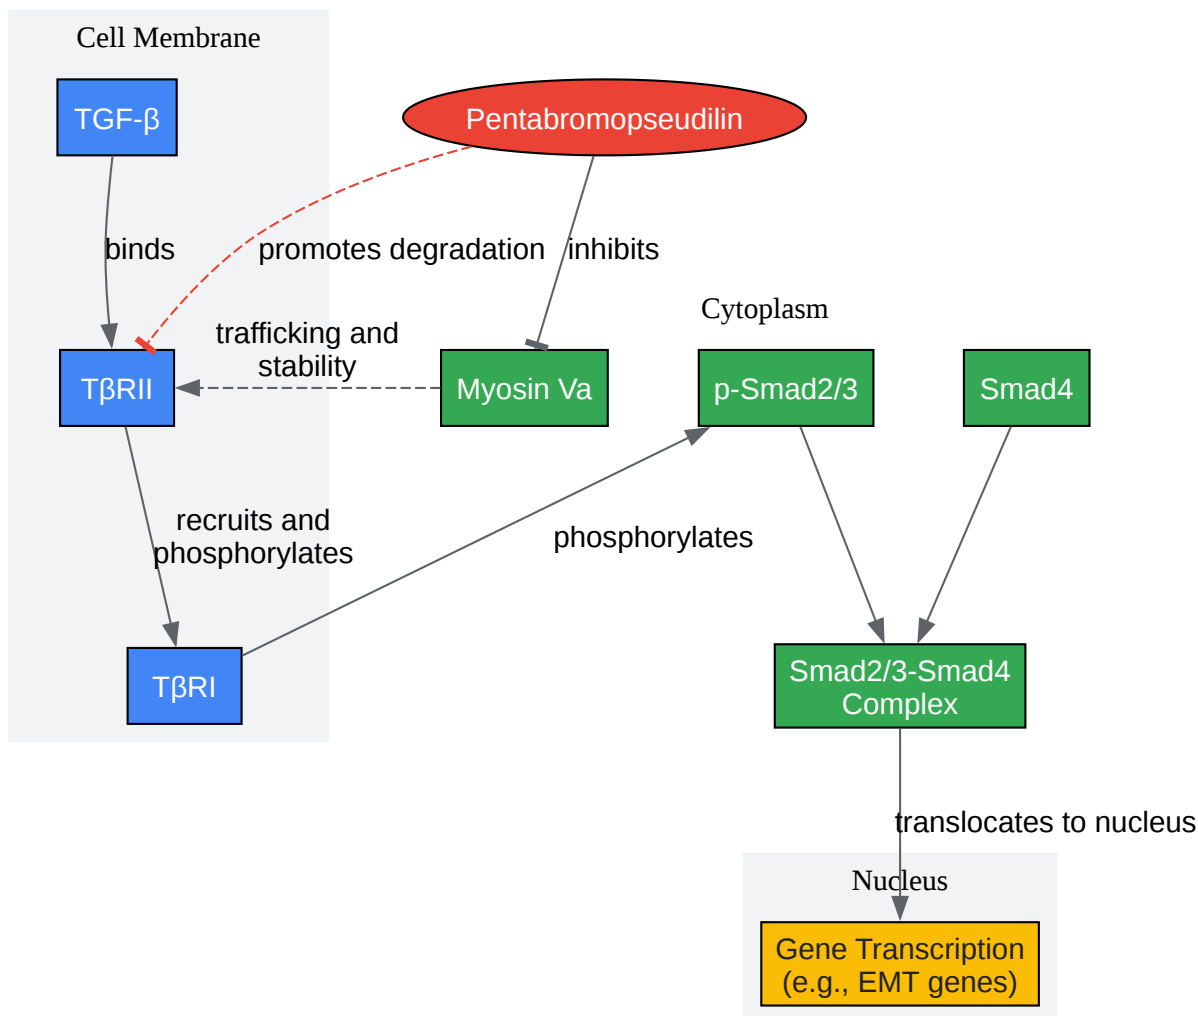 Cell Membrane
TGF-β
Pentabromopseudilin
binds
promotes degradation
inhibits
Cytoplasm
trafficking and
stability
TβRII
Myosin Va
p-Smad2/3
Smad4
recruits and
phosphorylates
phosphorylates
TβRI
Smad2/3-Smad4
Complex
translocates to nucleus
Nucleus
Gene Transcription
(e.g., EMT genes)